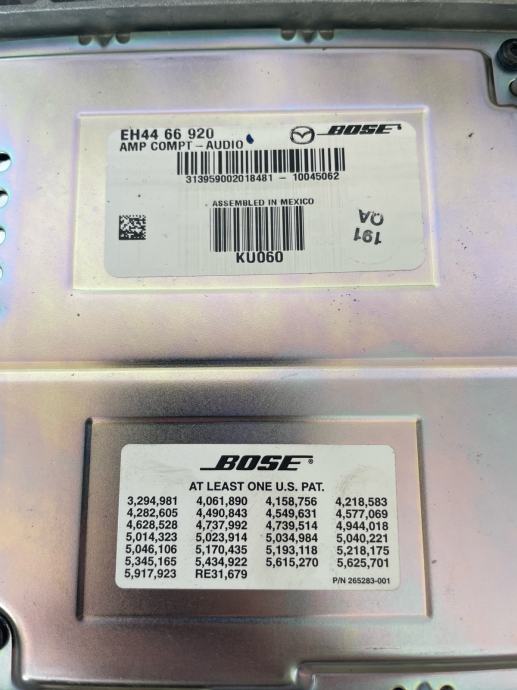 EH44 66 920
AMP COMPT - AUDIO
BOSE
313959002018481 - 10045062
ASSEMBLED IN MEXICO
KU060
191
QA
BOSE®
AT LEAST ONE U.S. PAT.
3,294,981 4,061,890 4,158,756 4,218,583
4,282,605 4,490,843 4,549,631 4,577,069
4,628,528 4,737,992 4,739,514 4,944,018
5,014,323 5,023,914 5,034,984 5,040,221
5,046,106 5,170,435 5,193,118 5,218,175
5,345,165 5,434,922 5,615,270 5,625,701
5,917,923 RE31,679
P/N 265283-001